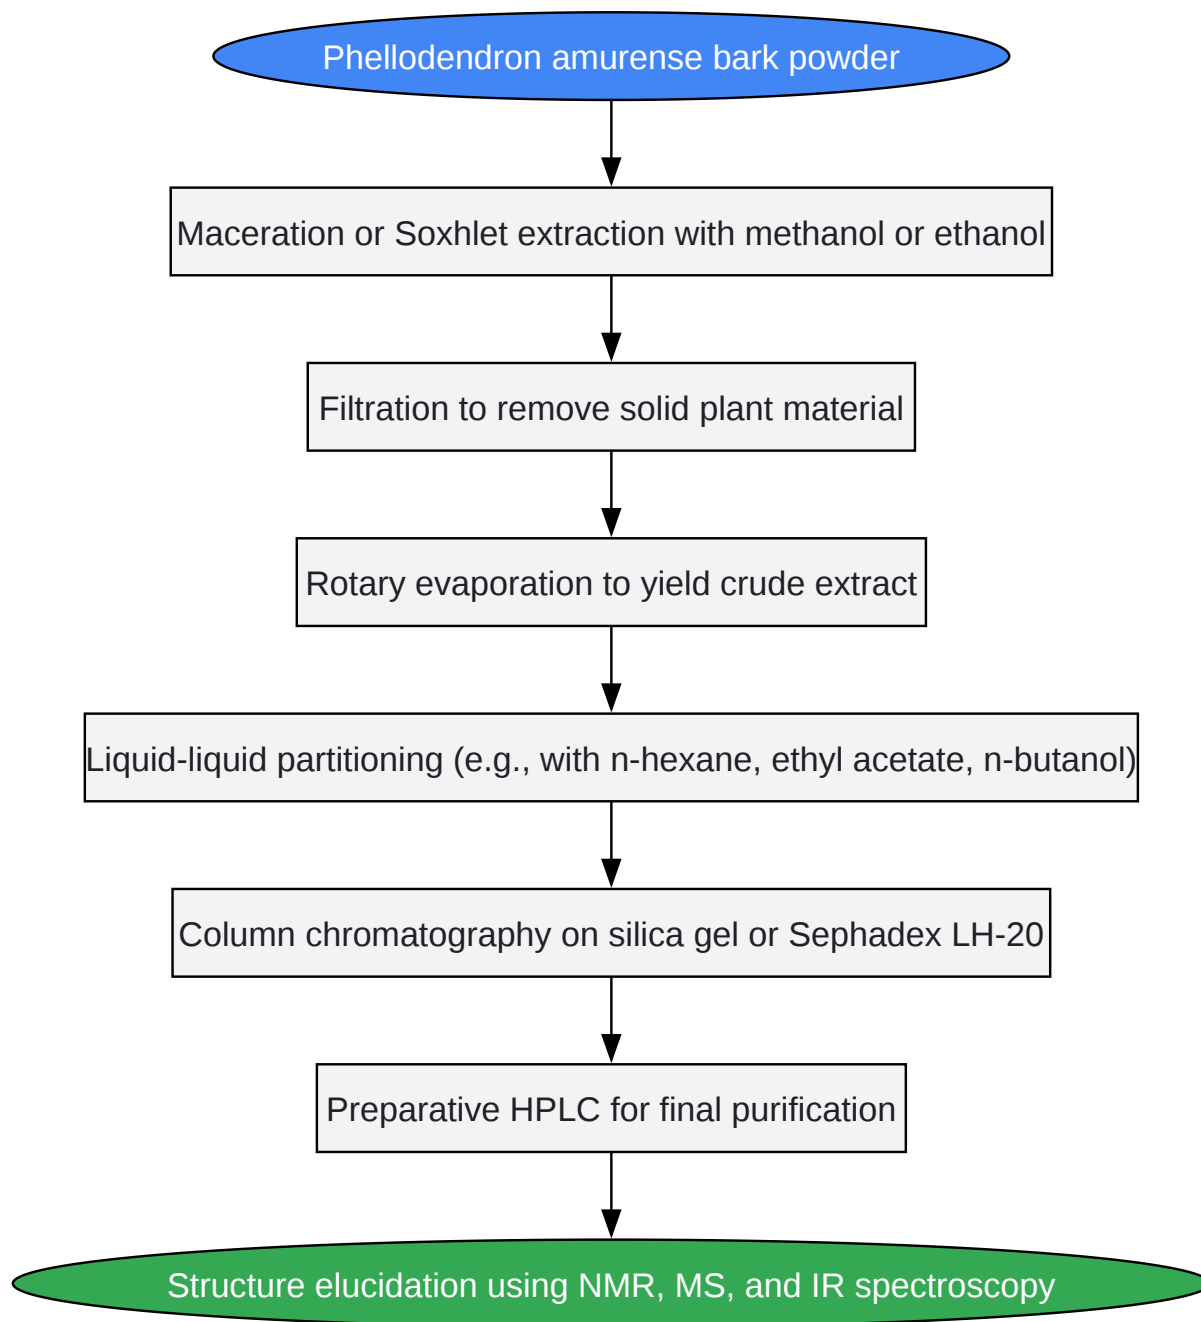 Phellodendron amurense bark powder
Maceration or Soxhlet extraction with methanol or ethanol
Filtration to remove solid plant material
Rotary evaporation to yield crude extract
Liquid-liquid partitioning (e.g., with n-hexane, ethyl acetate, n-butanol)
Column chromatography on silica gel or Sephadex LH-20
Preparative HPLC for final purification
Structure elucidation using NMR, MS, and IR spectroscopy